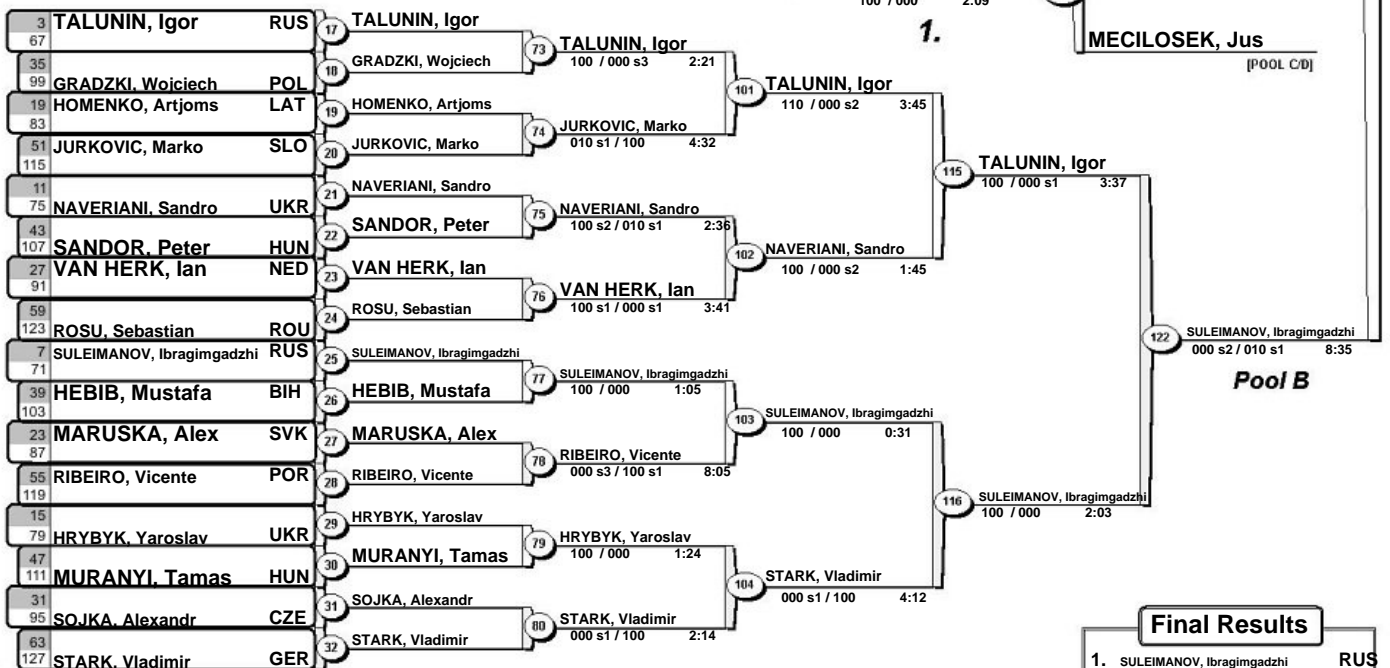 100 / 000 2:09
1.
MECILOSEK, Jus
[POOL C/D]
3 TALUNIN, Igor RUS
67
35
99 GRADZKI, Wojciech POL
19 HOMENKO, Artjoms LAT
83
51 JURKOVIC, Marko SLO
115
11
75 NAVERIANI, Sandro UKR
43
107 SANDOR, Peter HUN
27 VAN HERK, Ian NED
91
59
123 ROSU, Sebastian ROU
7 SULEIMANOV, Ibragimgadzhi RUS
71
39 HEBIB, Mustafa BIH
103
23 MARUSKA, Alex SVK
87
55 RIBEIRO, Vicente POR
119
15
79 HRYBYK, Yaroslav UKR
47
111 MURANYI, Tamas HUN
31
95 SOJKA, Alexandr CZE
63
127 STARK, Vladimir GER
17 TALUNIN, Igor
18 GRADZKI, Wojciech
19 HOMENKO, Artjoms
20 JURKOVIC, Marko
21 NAVERIANI, Sandro
22 SANDOR, Peter
23 VAN HERK, Ian
24 ROSU, Sebastian
25 SULEIMANOV, Ibragimgadzhi
26 HEBIB, Mustafa
27 MARUSKA, Alex
28 RIBEIRO, Vicente
29 HRYBYK, Yaroslav
30 MURANYI, Tamas
31 SOJKA, Alexandr
32 STARK, Vladimir
73 TALUNIN, Igor
100 / 000 s3 2:21
74 JURKOVIC, Marko
010 s1 / 100 4:32
75 NAVERIANI, Sandro
100 s2 / 010 s1 2:36
76 VAN HERK, Ian
100 s1 / 000 s1 3:41
77 SULEIMANOV, Ibragimgadzhi
100 / 000 1:05
78 RIBEIRO, Vicente
000 s3 / 100 s1 8:05
79 HRYBYK, Yaroslav
100 / 000 1:24
80 STARK, Vladimir
000 s1 / 100 2:14
101 TALUNIN, Igor
110 / 000 s2 3:45
102 NAVERIANI, Sandro
100 / 000 s2 1:45
103 SULEIMANOV, Ibragimgadzhi
100 / 000 0:31
104 STARK, Vladimir
000 s1 / 100 4:12
115 TALUNIN, Igor
100 / 000 s1 3:37
116 SULEIMANOV, Ibragimgadzhi
100 / 000 2:03
122 SULEIMANOV, Ibragimgadzhi
000 s2 / 010 s1 8:35
Pool B
Final Results
1. SULEIMANOV, Ibragimgadzhi RUS